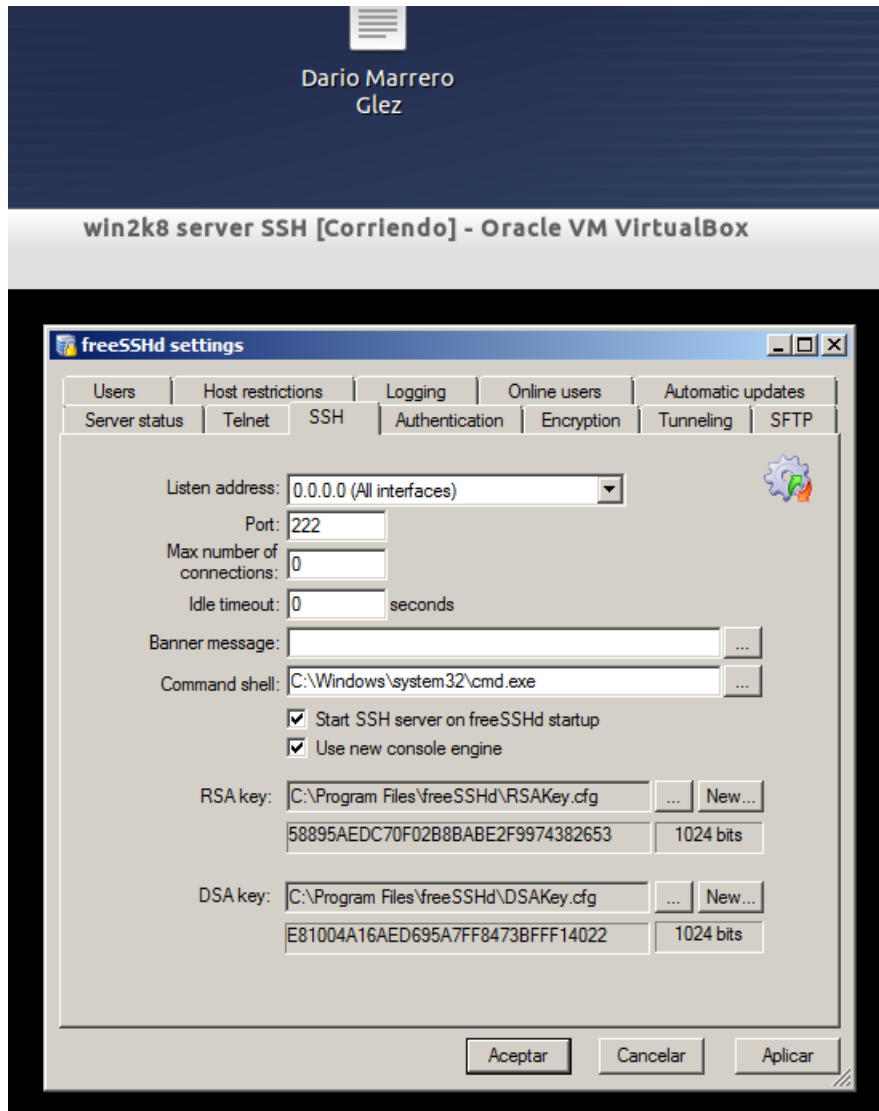 Dario Marrero
Glez
win2k8 server SSH [Corriendo] - Oracle VM VirtualBox
freeSSHd settings
Users Host restrictions Logging Online users Automatic updates
Server status Telnet SSH Authentication Encryption Tunneling SFTP
Listen address: 0.0.0.0 (All interfaces)
Port: 222
Max number of
connections: 0
Idle timeout: 0 seconds
Banner message: ...
Command shell: C:\Windows\system32\cmd.exe ...
Start SSH server on freeSSHd startup
Use new console engine
RSA key: C:\Program Files\freeSSHd\RSAKey.cfg ... New...
58895AEDC70F02B8BABE2F9974382653 1024 bits
DSA key: C:\Program Files\freeSSHd\DSAKey.cfg ... New...
E81004A16AED695A7FF8473BFFF14022 1024 bits
Aceptar Cancelar Aplicar